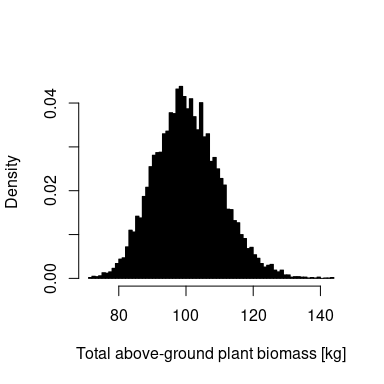 Density
0.04
0.02
0.00
80 100 120 140
Total above-ground plant biomass [kg]